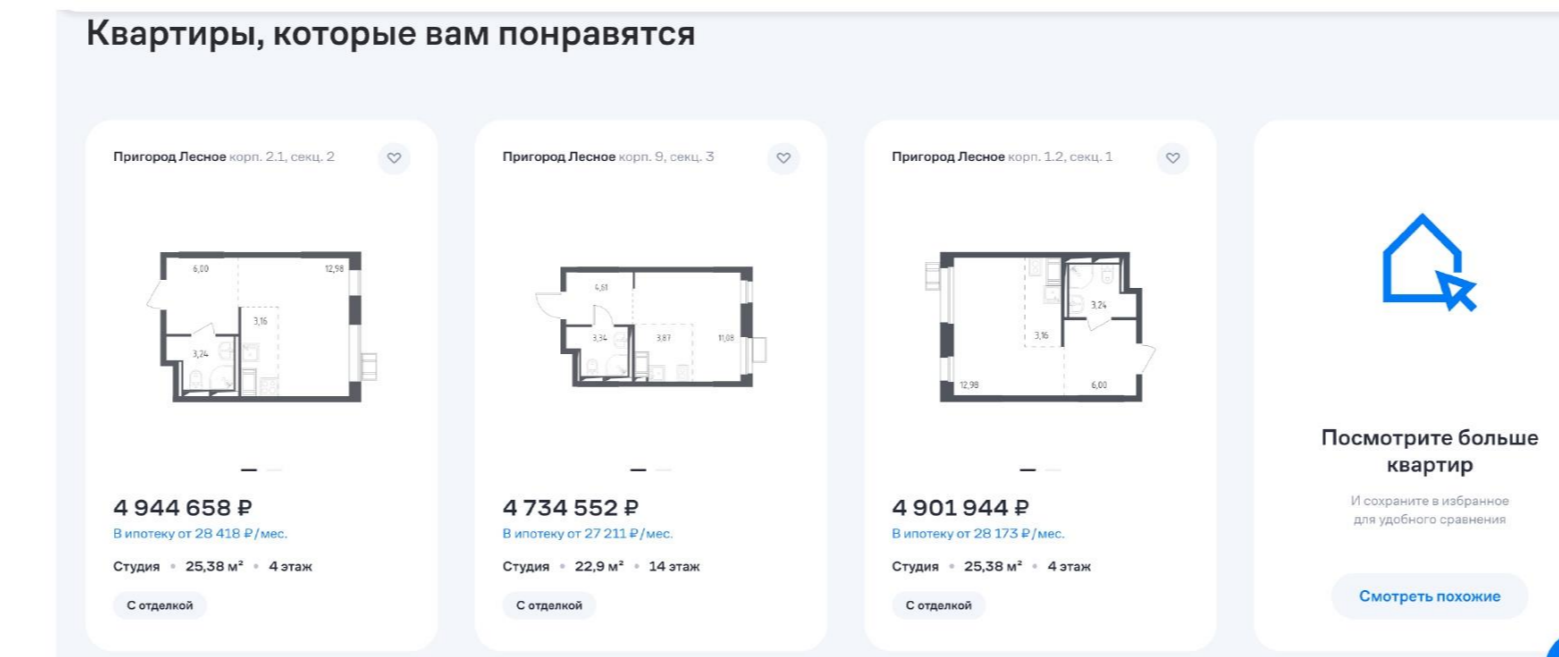 Квартиры, которые вам понравятся
Пригород Лесное корп. 2.1, секц. 2
6,00
12,98
3,16
3,24
4 944 658 ₽
В ипотеку от 28 418 ₽/мес.
Студия • 25,38 м² • 4 этаж
С отделкой
Пригород Лесное корп. 9, секц. 3
4,61
3,34
3,87
11,08
4 734 552 ₽
В ипотеку от 27 211 ₽/мес.
Студия • 22,9 м² • 14 этаж
С отделкой
Пригород Лесное корп. 1.2, секц. 1
3,24
3,16
12,98
6,00
4 901 944 ₽
В ипотеку от 28 173 ₽/мес.
Студия • 25,38 м² • 4 этаж
С отделкой
Посмотрите больше
квартир
И сохраните в избранное
для удобного сравнения
Смотреть похожие